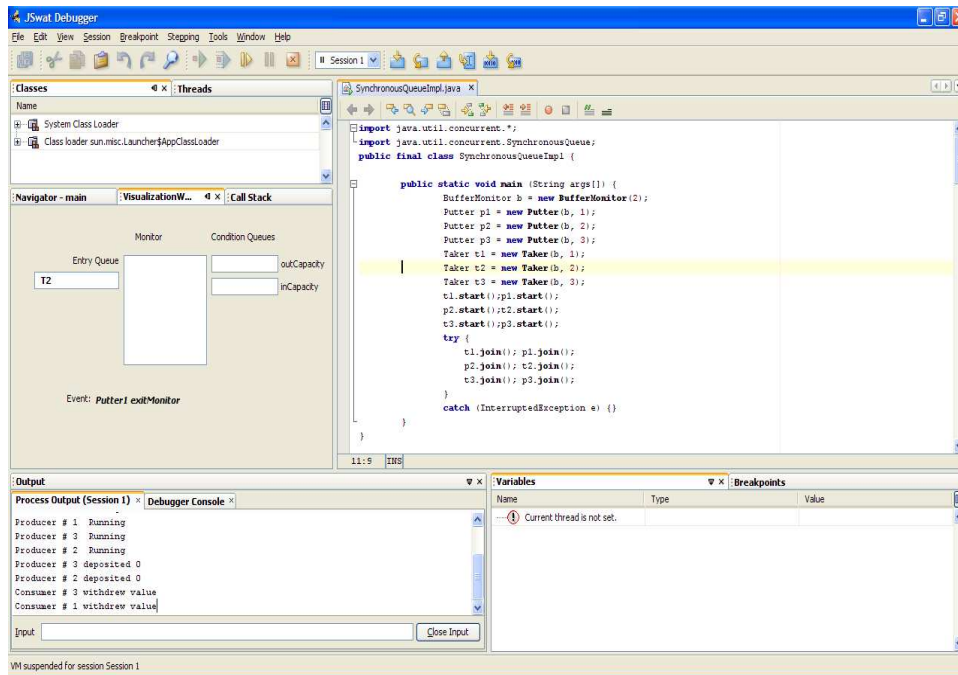 JSwat Debugger
File Edit View Session Breakpoint Stepping Tools Window Help
Session 1
Classes
Threads
Name
System Class Loader
Class loader sun.misc.Launcher$AppClassLoader
Navigator - main
VisualizationW...
Call Stack
Monitor
Condition Queues
Entry Queue
outCapacity
T2
inCapacity
Event: Putter1 exitMonitor
SynchronousQueueImpl.java
import java.util.concurrent.*;
import java.util.concurrent.SynchronousQueue;
public final class SynchronousQueueImpl {
public static void main (String args[]) {
BufferMonitor b = new BufferMonitor(2);
Putter p1 = new Putter(b, 1);
Putter p2 = new Putter(b, 2);
Putter p3 = new Putter(b, 3);
Taker t1 = new Taker(b, 1);
Taker t2 = new Taker(b, 2);
Taker t3 = new Taker(b, 3);
t1.start();p1.start();
p2.start();t2.start();
t3.start();p3.start();
try {
t1.join(); p1.join();
p2.join(); t2.join();
t3.join(); p3.join();
}
catch (InterruptedException e) {}
}
}
11:9 INS
Output
Process Output (Session 1)
Debugger Console
Producer # 1 Running
Producer # 3 Running
Producer # 2 Running
Producer # 3 deposited 0
Producer # 2 deposited 0
Consumer # 3 withdrew value
Consumer # 1 withdrew value
Input
Close Input
Variables
Breakpoints
Name Type Value
Current thread is not set.
VM suspended for session Session 1